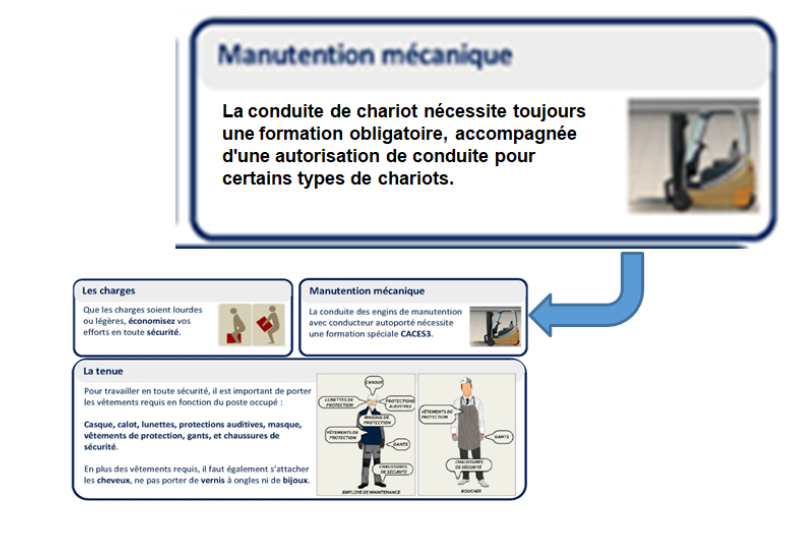 Manutention mécanique
La conduite de chariot nécessite toujours
une formation obligatoire, accompagnée
d'une autorisation de conduite pour
certains types de chariots.
Les charges
Que les charges soient lourdes
ou légères, économisez vos
efforts en toute sécurité.
Manutention mécanique
La conduite des engins de manutention
avec conducteur autoporté nécessite
une formation spéciale CACES3.
La tenue
Pour travailler en toute sécurité, il est important de porter
les vêtements requis en fonction du poste occupé :
Casque, calot, lunettes, protections auditives, masque,
vêtements de protection, gants, et chaussures de
sécurité.
En plus des vêtements requis, il faut également s'attacher
les cheveux, ne pas porter de vernis à ongles ni de bijoux.
CASQUE
LUNETTES DE
PROTECTION
PROTECTIONS
AUDITIVES
MASQUE DE
PROTECTION
VÊTEMENTS DE
PROTECTION
GANTS
CHAUSSURES
DE SÉCURITÉ
EMPLOYÉ DE MAINTENANCE
VÊTEMENTS DE
PROTECTION
GANTS
CHAUSSURES
DE SÉCURITÉ
BOUCHER